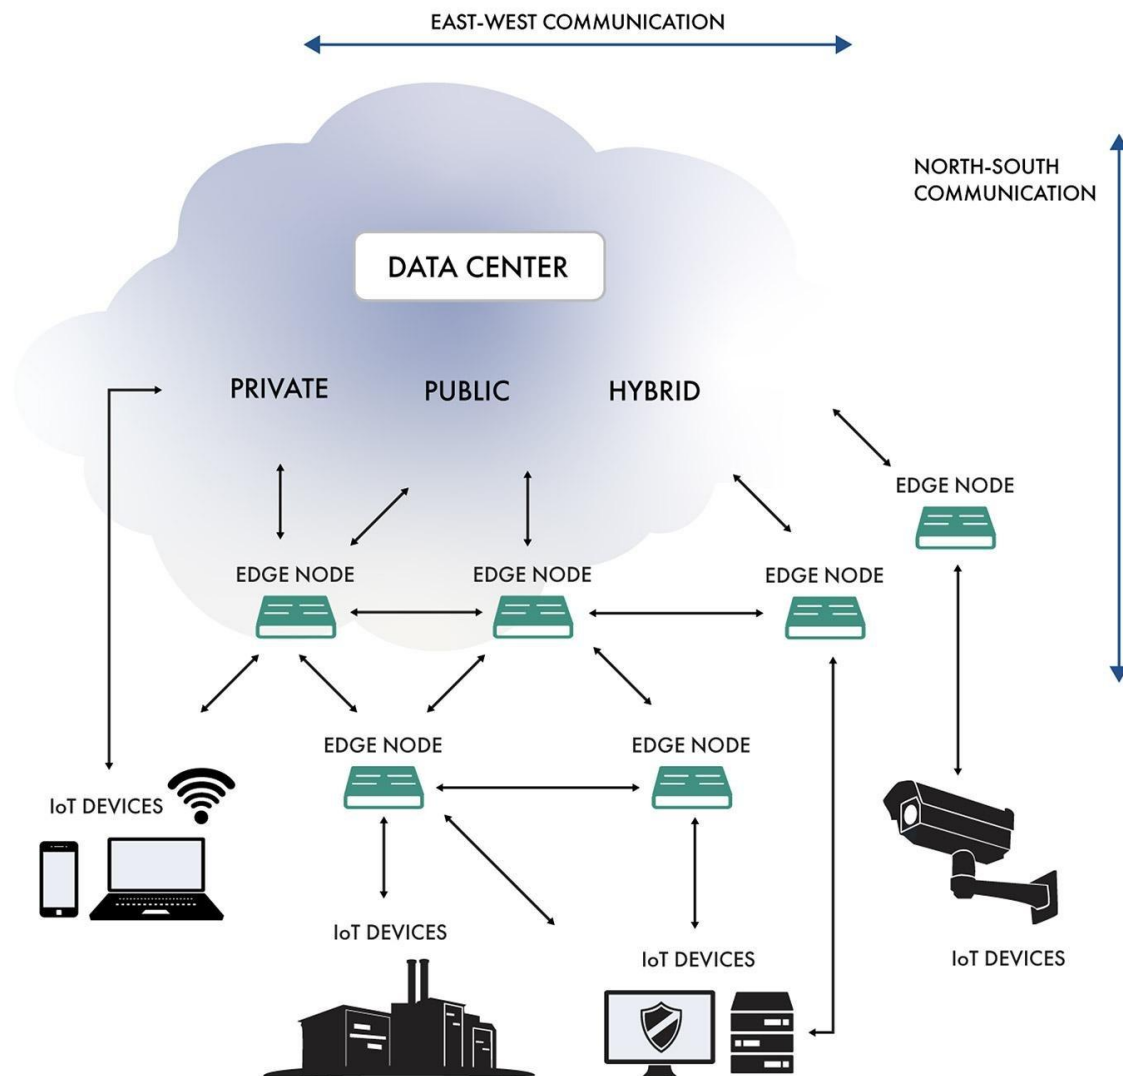 EAST-WEST COMMUNICATION
NORTH-SOUTH
COMMUNICATION
DATA CENTER
PRIVATE
PUBLIC
HYBRID
EDGE NODE
EDGE NODE
EDGE NODE
EDGE NODE
EDGE NODE
EDGE NODE
IoT DEVICES
IoT DEVICES
IoT DEVICES
IoT DEVICES